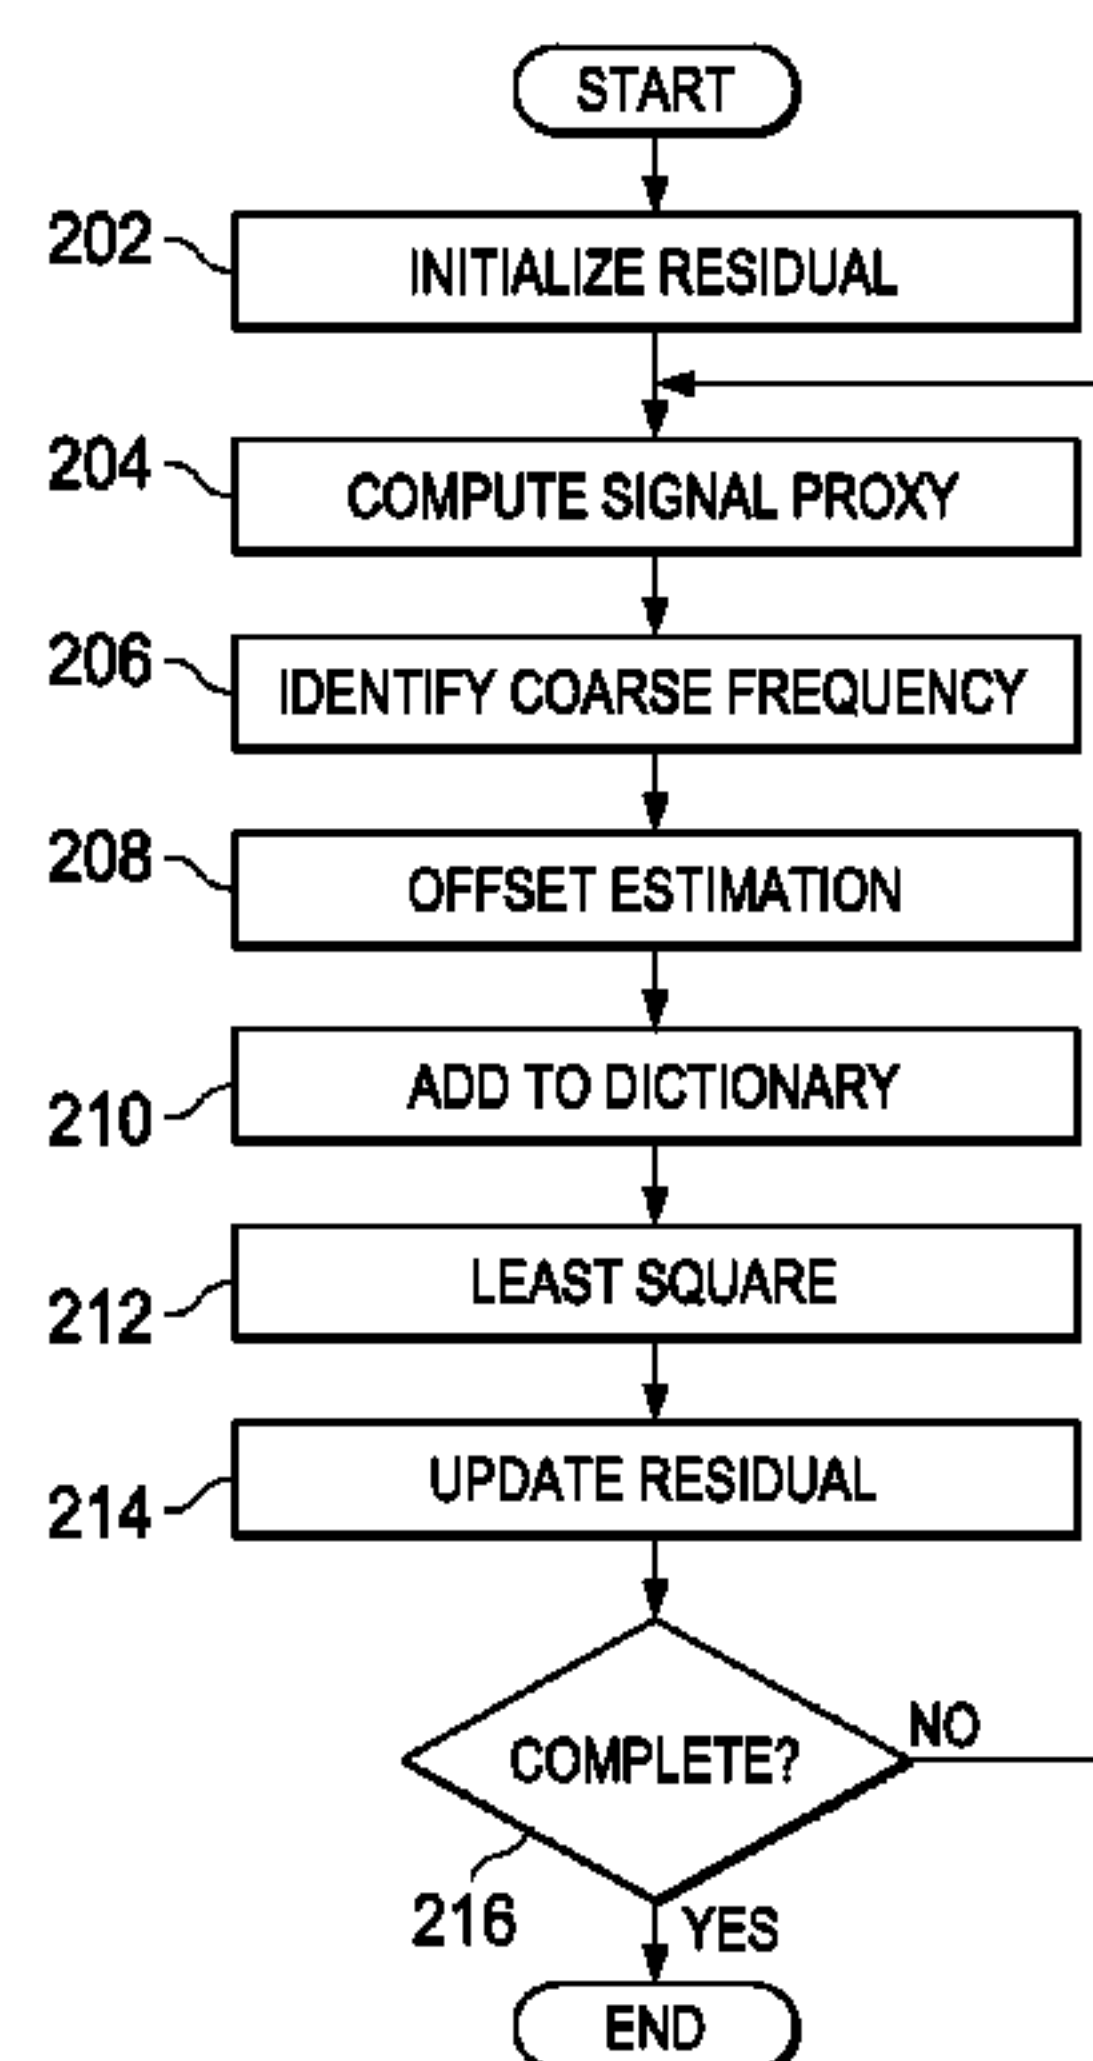 START
202
INITIALIZE RESIDUAL
204
COMPUTE SIGNAL PROXY
206
IDENTIFY COARSE FREQUENCY
208
OFFSET ESTIMATION
210
ADD TO DICTIONARY
212
LEAST SQUARE
214
UPDATE RESIDUAL
COMPLETE?
NO
216
YES
END